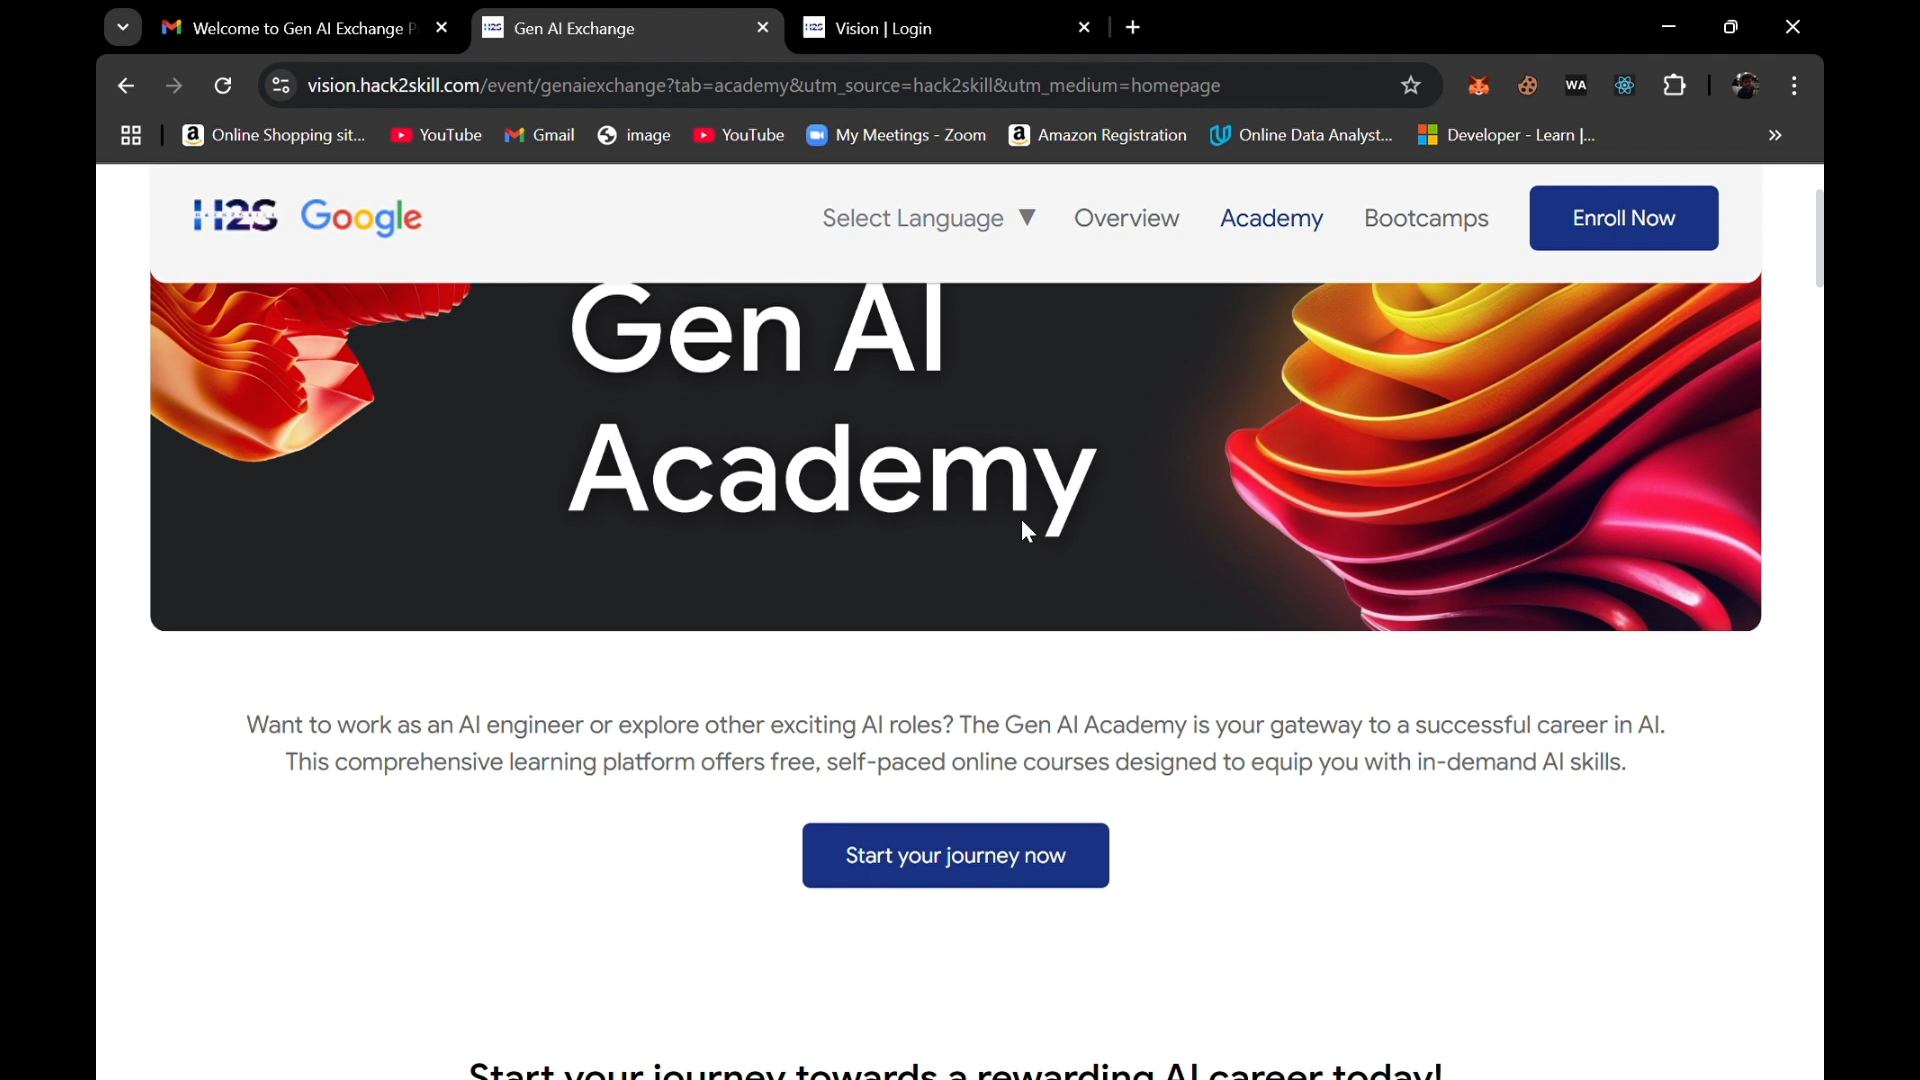 Welcome to Gen AI Exchange P
Gen AI Exchange
Vision | Login
vision.hack2skill.com/event/genaiexchange?tab=academy&utm_source=hack2skill&utm_medium=homepage
WA
Online Shopping sit...
YouTube
Gmail
image
YouTube
My Meetings - Zoom
Amazon Registration
Online Data Analyst...
Developer - Learn |...
H2S
Google
Select Language ▼
Overview
Academy
Bootcamps
Enroll Now
Gen AI
Academy
Want to work as an AI engineer or explore other exciting AI roles? The Gen AI Academy is your gateway to a successful career in AI.
This comprehensive learning platform offers free, self-paced online courses designed to equip you with in-demand AI skills.
Start your journey now
Start your journey towards a rewarding AI career today!